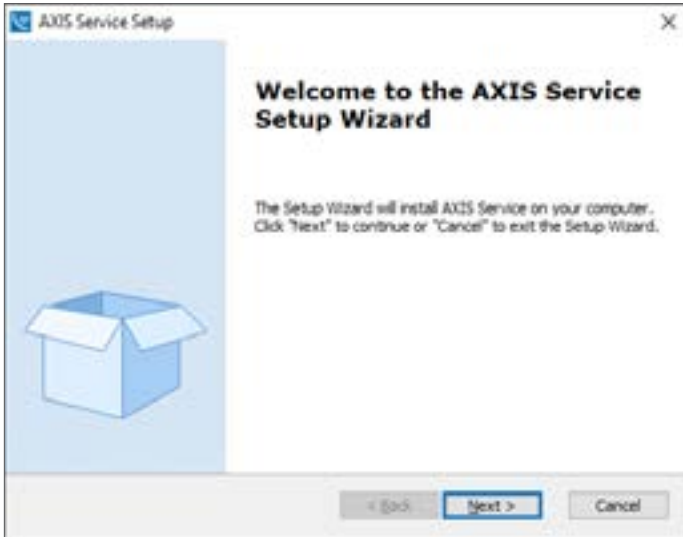 AXIS Service Setup
Welcome to the AXIS Service
Setup Wizard
The Setup Wizard will install AXIS Service on your computer.
Click "Next" to continue or "Cancel" to exit the Setup Wizard.
< Back
Next >
Cancel